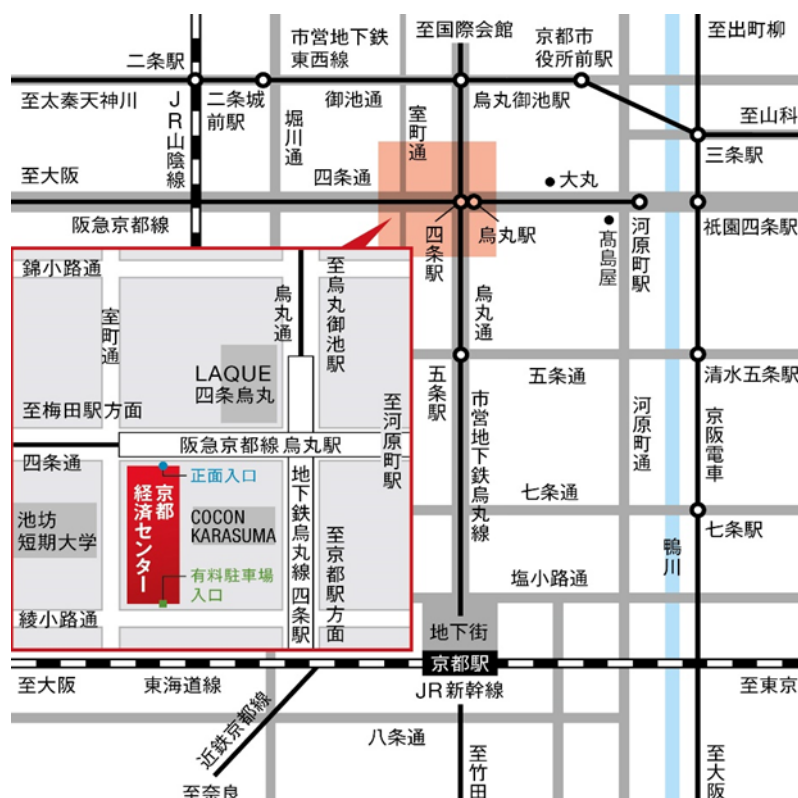 至国際会館
至出町柳
市営地下鉄
東西線
京都市
役所前駅
二条駅
至太秦天神川
JR山陰線
二条城
前駅
堀川通
御池通
室町通
烏丸御池駅
至山科
三条駅
至大阪
四条通
大丸
阪急京都線
四条駅
烏丸駅
髙島屋
河原町駅
祇園四条駅
烏丸通
五条駅
五条通
清水五条駅
市営地下鉄烏丸線
河原町通
京阪電車
七条通
七条駅
鴨川
塩小路通
地下街
京都駅
JR新幹線
至大阪
東海道線
至東京
近鉄京都線
至奈良
八条通
至竹田
至大阪
錦小路通
室町通
烏丸通
至烏丸御池駅
LAQUE
四条烏丸
至梅田駅方面
至河原町駅
阪急京都線 烏丸駅
四条通
正面入口
京都
経済センター
池坊
短期大学
COCON
KARASUMA
地下鉄烏丸線 四条駅
至京都駅方面
有料駐車場
入口
綾小路通